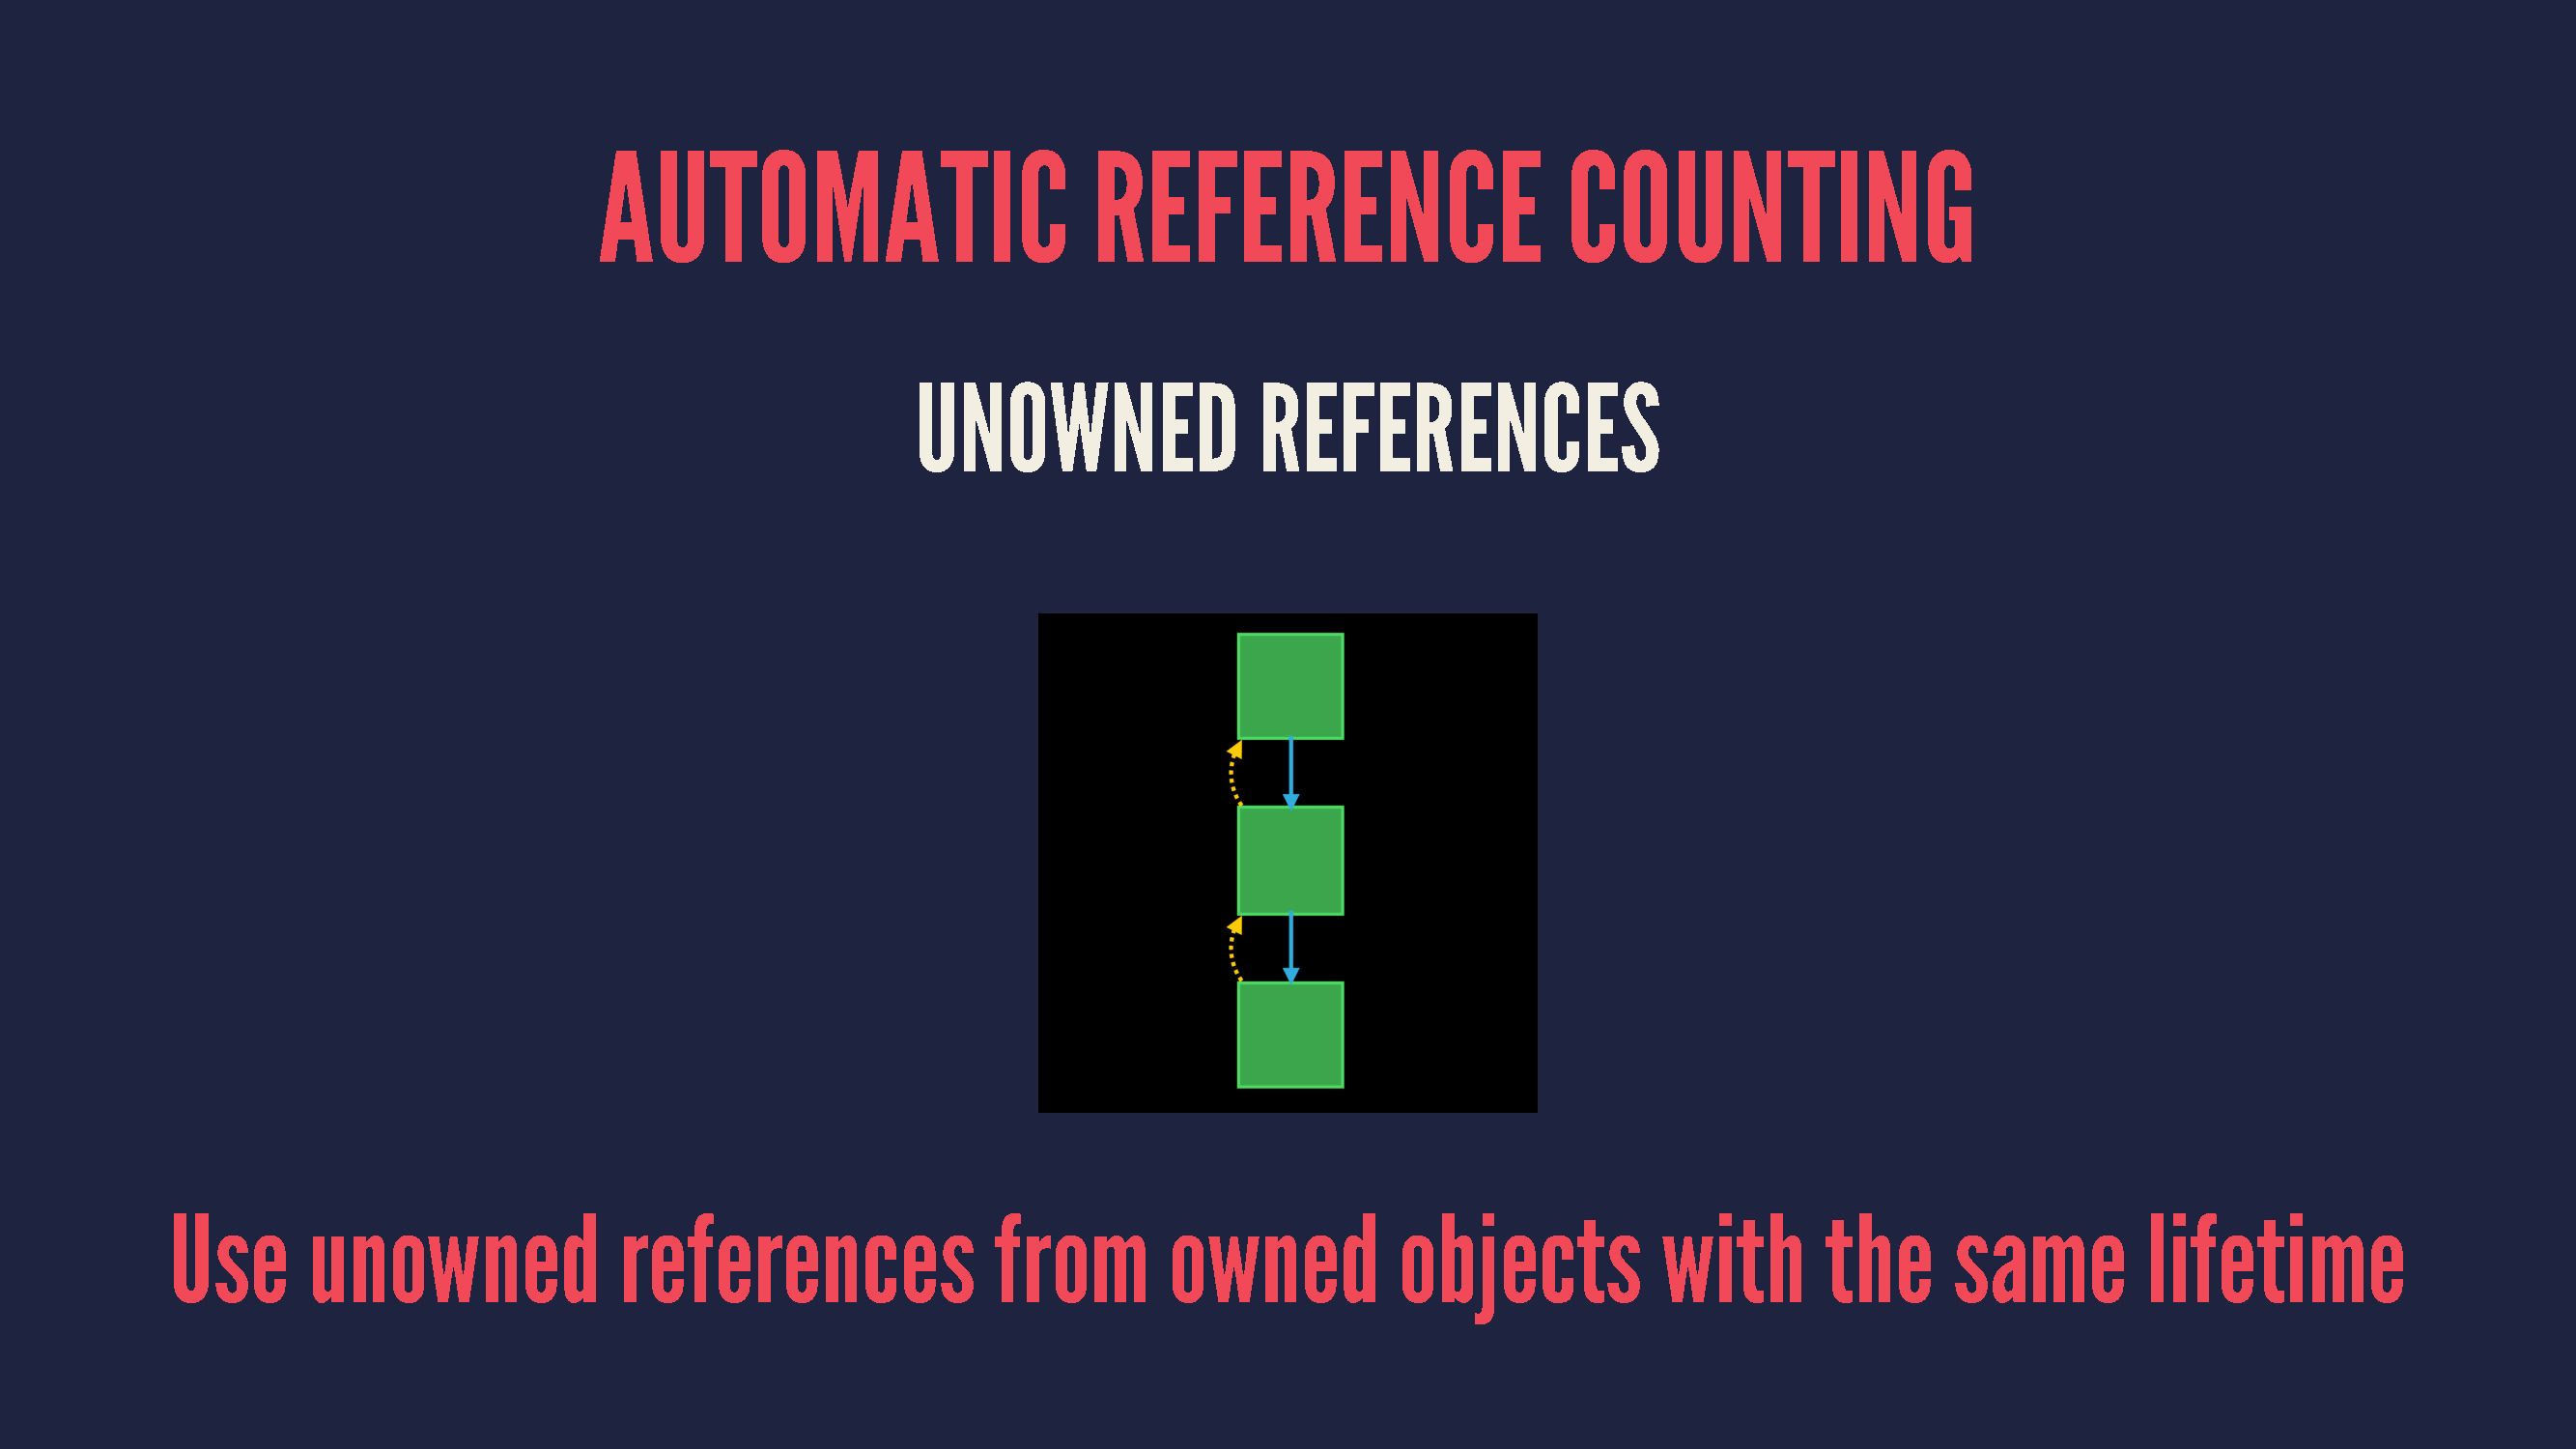 AUTOMATIC REFERENCE COUNTING
UNOWNED REFERENCES
Use unowned references from owned objects with the same lifetime